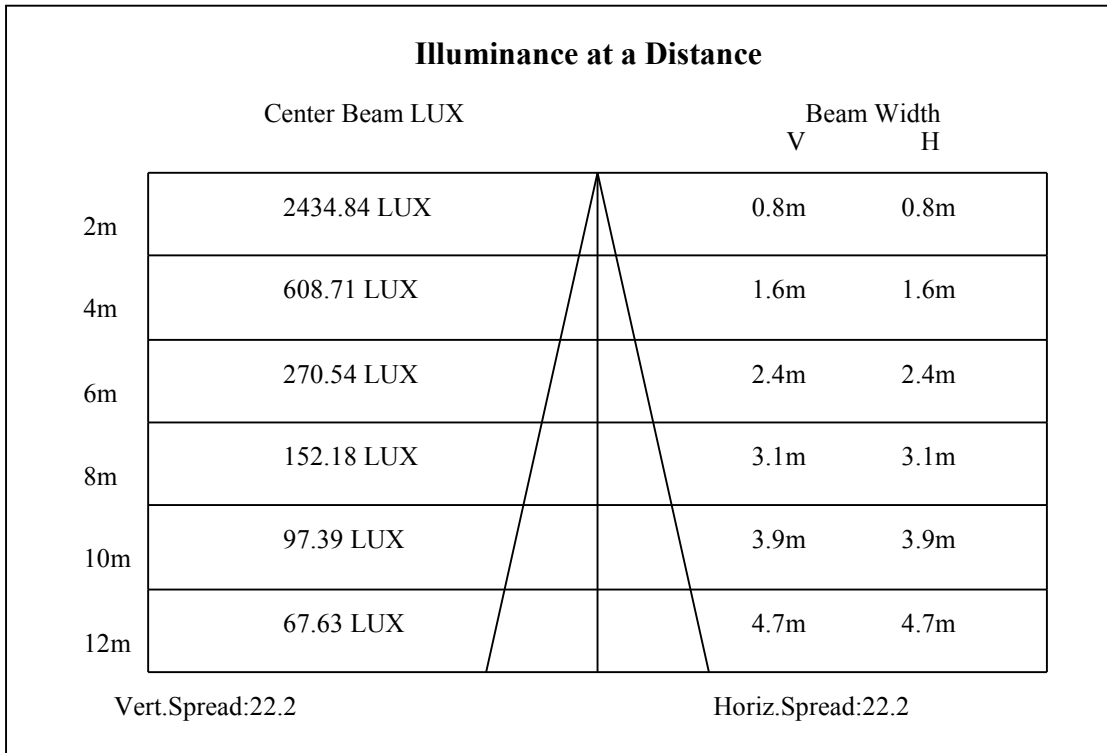 Illuminance at a Distance
Center Beam LUX Beam Width
V H
2m 2434.84 LUX 0.8m 0.8m
4m 608.71 LUX 1.6m 1.6m
6m 270.54 LUX 2.4m 2.4m
8m 152.18 LUX 3.1m 3.1m
10m 97.39 LUX 3.9m 3.9m
12m 67.63 LUX 4.7m 4.7m
Vert.Spread:22.2 Horiz.Spread:22.2